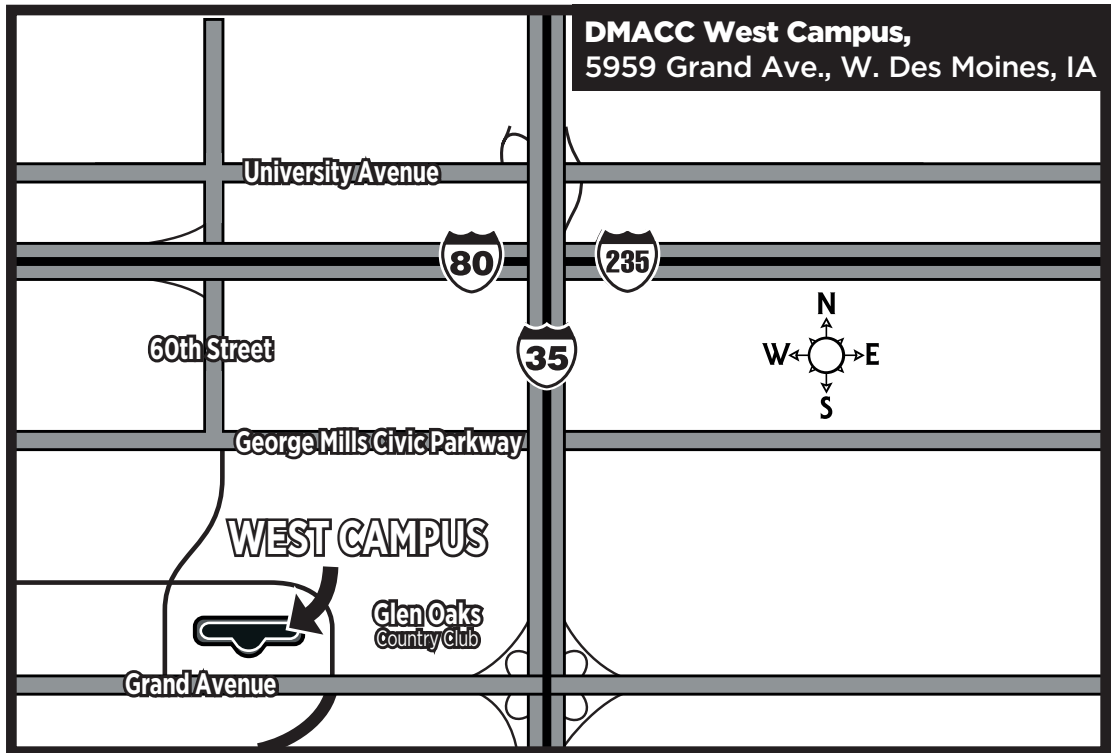 DMACC West Campus,
5959 Grand Ave., W. Des Moines, IA
University Avenue
80
235
N
60th Street
35
W
E
S
George Mills Civic Parkway
WEST CAMPUS
Glen Oaks
Country Club
Grand Avenue